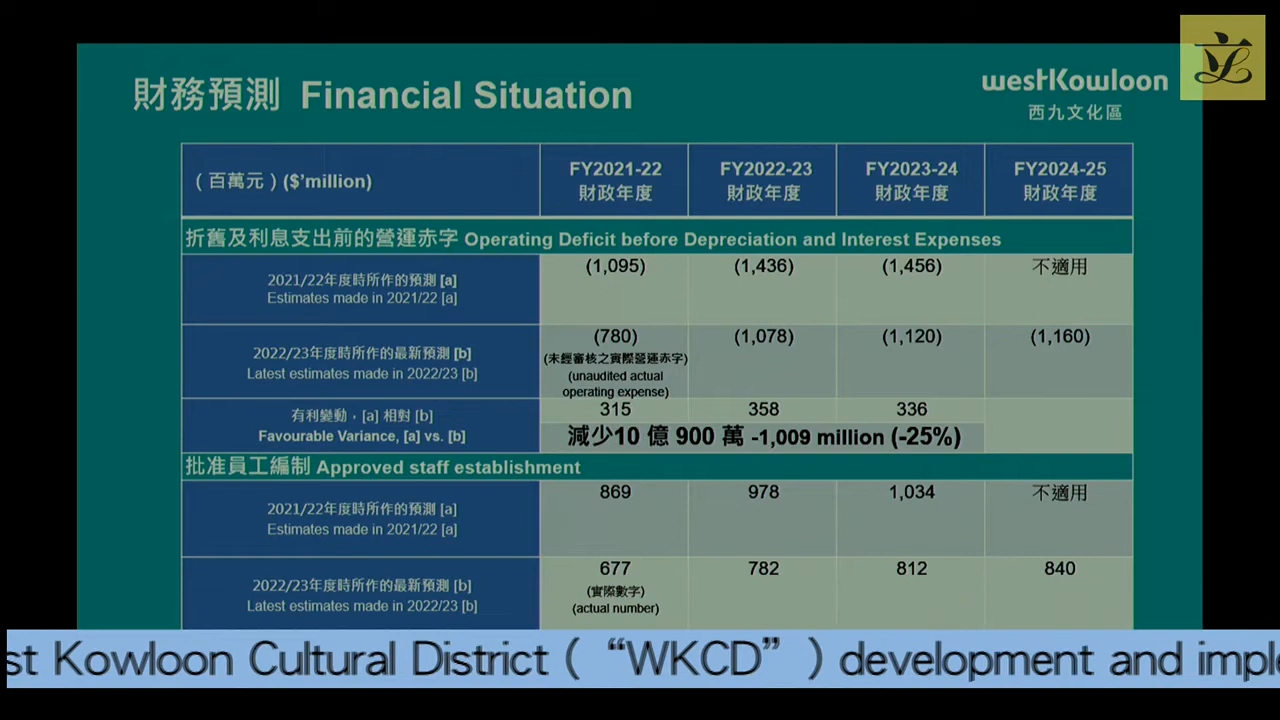 財務預測 Financial Situation
westKowloon
西九文化區
（百萬元）($'million)
FY2021-22
財政年度
FY2022-23
財政年度
FY2023-24
財政年度
FY2024-25
財政年度
折舊及利息支出前的營運赤字 Operating Deficit before Depreciation and Interest Expenses
2021/22年度時所作的預測 [a]
Estimates made in 2021/22 [a]
(1,095)
(1,436)
(1,456)
不適用
2022/23年度時所作的最新預測 [b]
Latest estimates made in 2022/23 [b]
(780)
(未經審核之實際營運赤字)
(unaudited actual
operating expense)
(1,078)
(1,120)
(1,160)
有利變動，[a] 相對 [b]
Favourable Variance, [a] vs. [b]
315
358
336
減少10 億 900 萬 -1,009 million (-25%)
批准員工編制 Approved staff establishment
2021/22年度時所作的預測 [a]
Estimates made in 2021/22 [a]
869
978
1,034
不適用
2022/23年度時所作的最新預測 [b]
Latest estimates made in 2022/23 [b]
677
(實際數字)
(actual number)
782
812
840
st Kowloon Cultural District (“WKCD”) development and imple